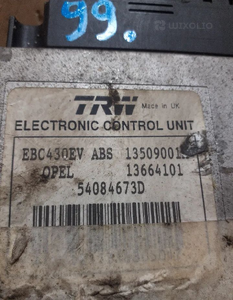 99.
TRW
Made in UK
ELECTRONIC CONTROL UNIT
EBC430EV ABS
OPEL 13664101
54084673D